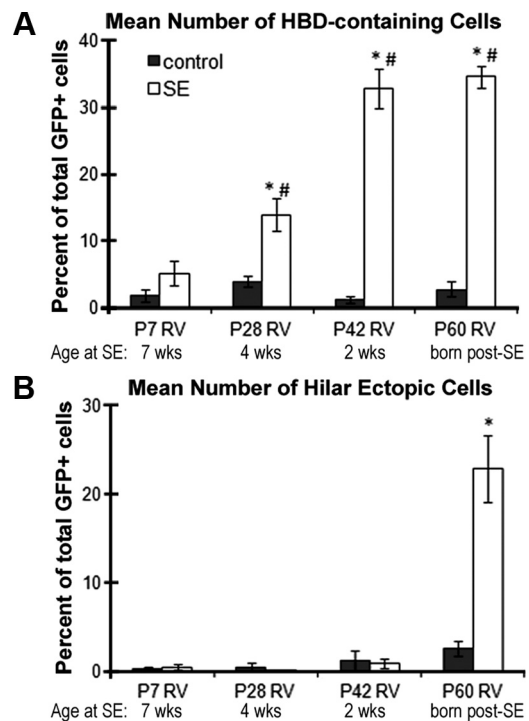 A
Mean Number of HBD-containing Cells
Percent of total GFP+ cells
40
30
20
10
0
control
SE
* #
* #
* #
P7 RV P28 RV P42 RV P60 RV
Age at SE: 7 wks 4 wks 2 wks born post-SE
B
Mean Number of Hilar Ectopic Cells
Percent of total GFP+ cells
30
20
10
0
*
P7 RV P28 RV P42 RV P60 RV
Age at SE: 7 wks 4 wks 2 wks born post-SE